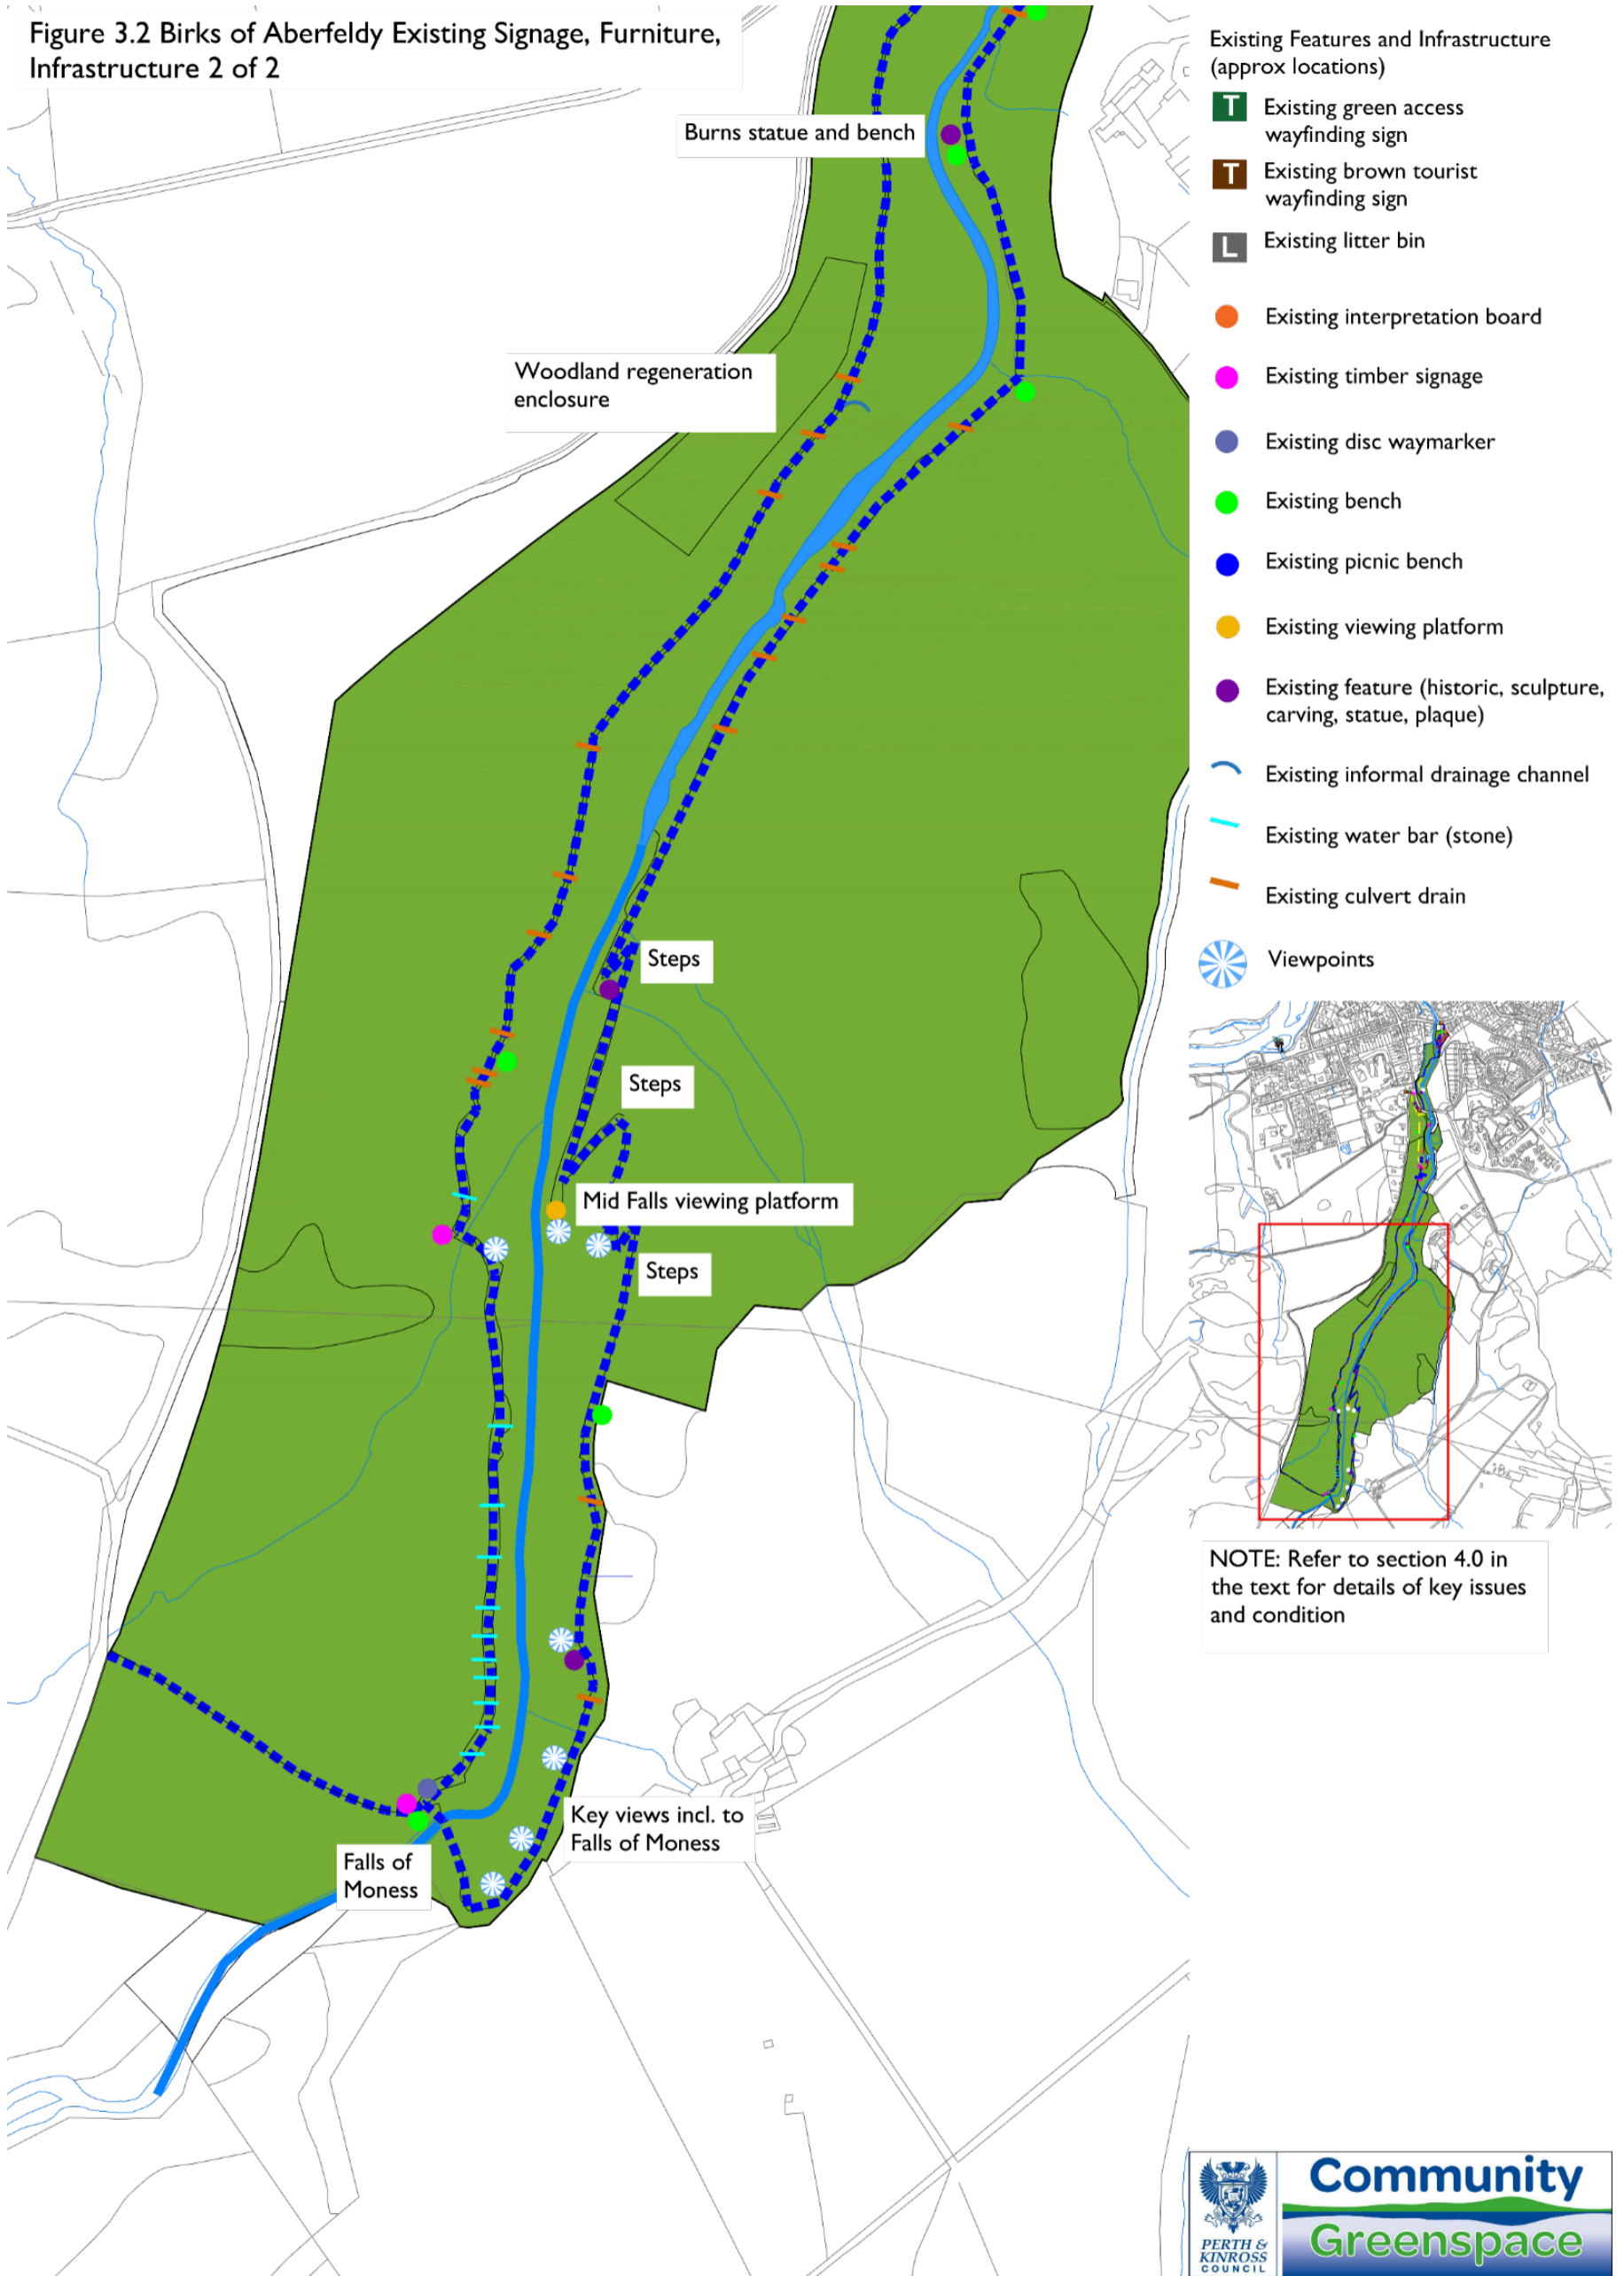 Figure 3.2 Birks of Aberfeldy Existing Signage, Furniture,
Infrastructure 2 of 2
Burns statue and bench
Woodland regeneration
enclosure
Steps
Steps
Mid Falls viewing platform
Steps
Key views incl. to
Falls of Moness
Falls of
Moness
Existing Features and Infrastructure
(approx locations)
T Existing green access
wayfinding sign
T Existing brown tourist
wayfinding sign
L Existing litter bin
Existing interpretation board
Existing timber signage
Existing disc waymarker
Existing bench
Existing picnic bench
Existing viewing platform
Existing feature (historic, sculpture,
carving, statue, plaque)
Existing informal drainage channel
Existing water bar (stone)
Existing culvert drain
Viewpoints
NOTE: Refer to section 4.0 in
the text for details of key issues
and condition
PERTH &
KINROSS
COUNCIL
Community
Greenspace